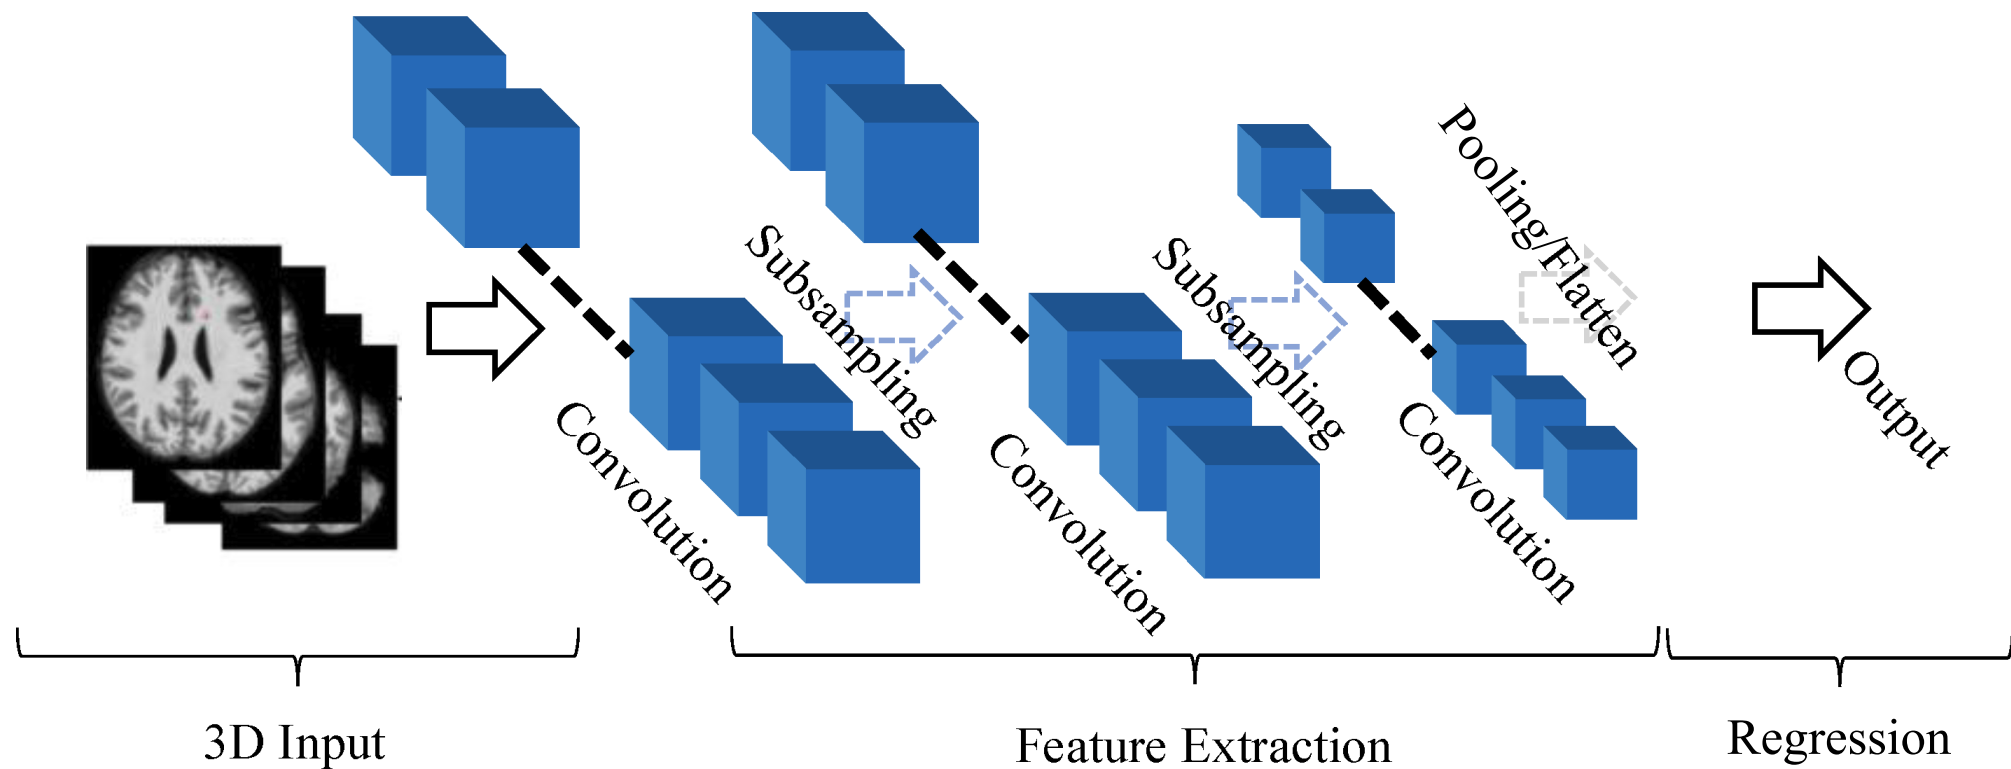 Convolution
Subsampling
Convolution
Subsampling
Convolution
Pooling/Flatten
Output
3D Input
Feature Extraction
Regression